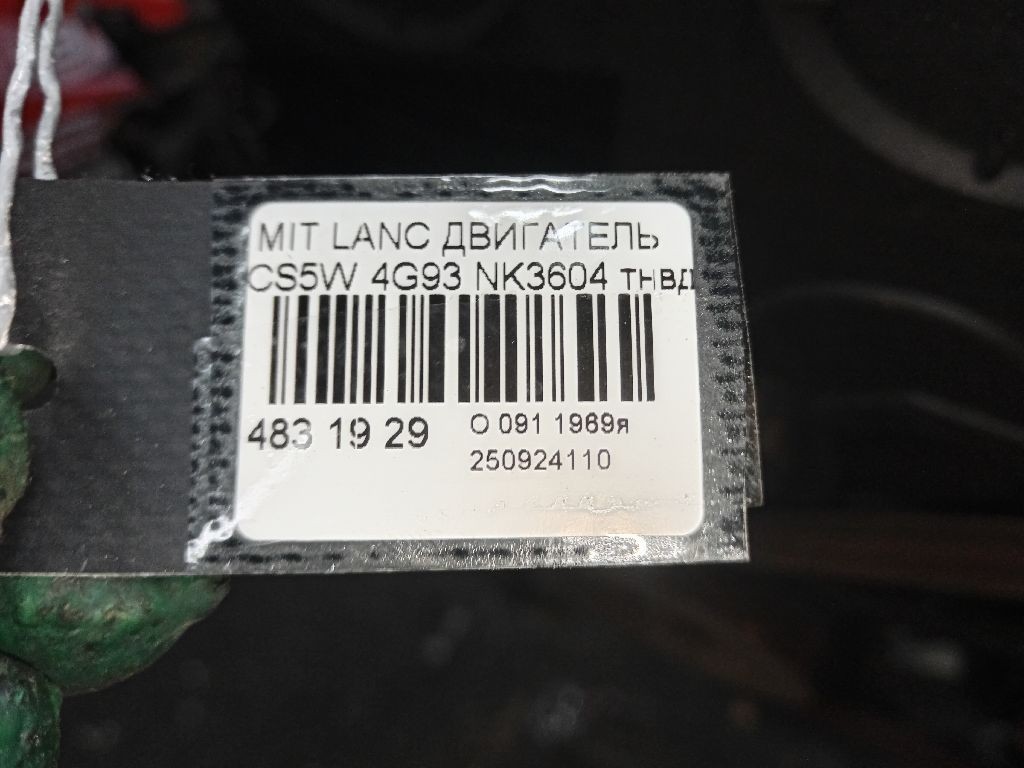 MIT LANC ДВИГАТЕЛЬ
CS5W 4G93 NK3604 ТНВД
483 19 29
О 091 1969я
250924110